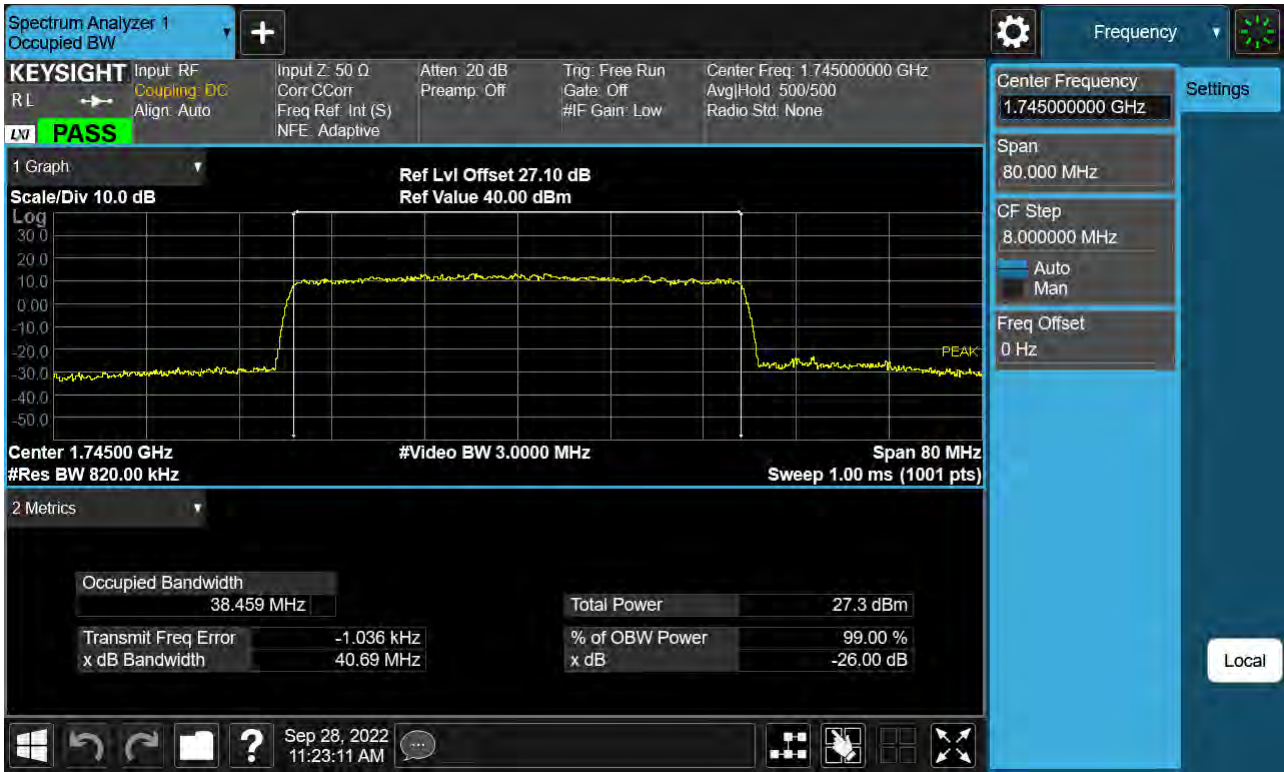 Spectrum Analyzer 1
Occupied BW
Frequency
KEYSIGHT
R L
LXI
PASS
Input: RF
Coupling: DC
Align: Auto
Input Z: 50 Ω
Corr CCorr
Freq Ref: Int (S)
NFE: Adaptive
Atten: 20 dB
Preamp: Off
Trig: Free Run
Gate: Off
#IF Gain: Low
Center Freq: 1.745000000 GHz
Avg|Hold: 500/500
Radio Std: None
1 Graph
Scale/Div 10.0 dB
Ref Lvl Offset 27.10 dB
Ref Value 40.00 dBm
Log
30.0
20.0
10.0
0.00
-10.0
-20.0
-30.0
-40.0
-50.0
PEAK
Center 1.74500 GHz
#Video BW 3.0000 MHz
Span 80 MHz
#Res BW 820.00 kHz
Sweep 1.00 ms (1001 pts)
2 Metrics
Occupied Bandwidth
38.459 MHz
Transmit Freq Error -1.036 kHz
x dB Bandwidth 40.69 MHz
Total Power 27.3 dBm
% of OBW Power 99.00 %
x dB -26.00 dB
Center Frequency
1.745000000 GHz
Span
80.000 MHz
CF Step
8.000000 MHz
Auto
Man
Freq Offset
0 Hz
Settings
Local
?
Sep 28, 2022
11:23:11 AM